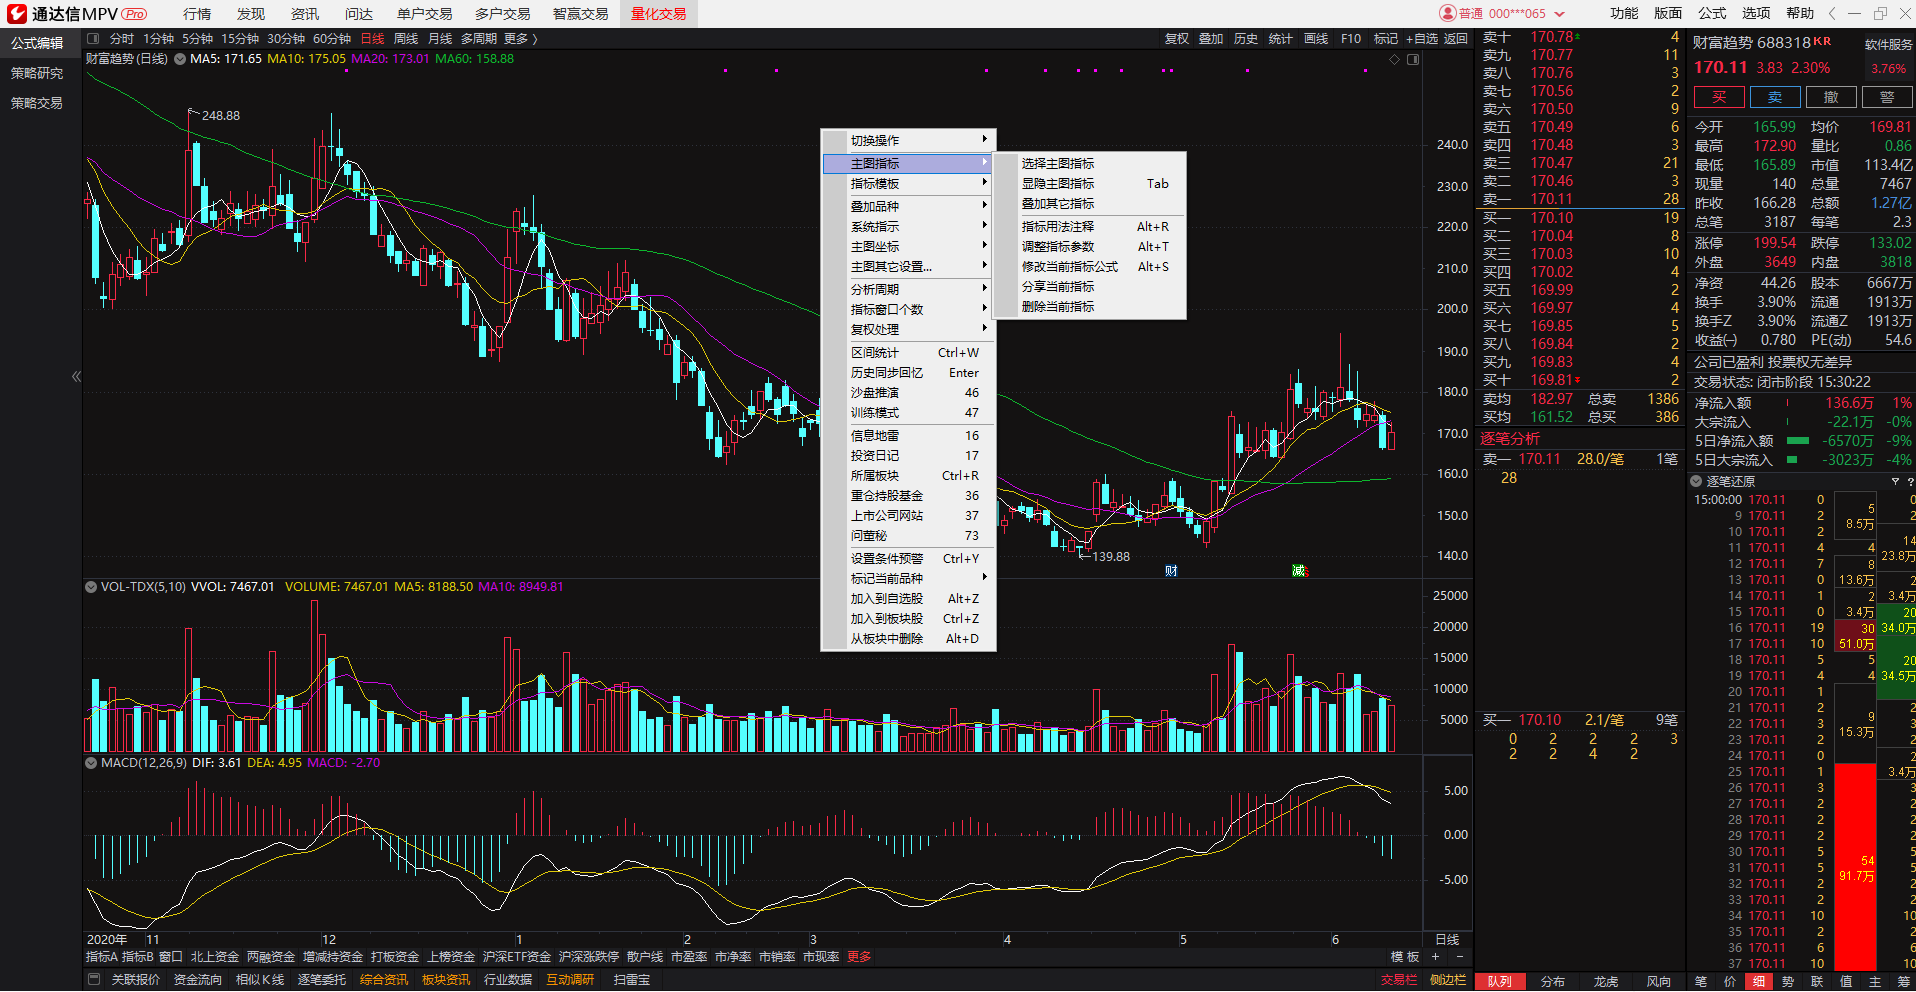 通达信MPV Pro 行情 发现 资讯 问达 单户交易 多户交易 智赢交易 量化交易 普通 000***065 功能 版面 公式 选项 帮助
公式编辑
策略研究
策略交易
分时 1分钟 5分钟 15分钟 30分钟 60分钟 日线 周线 月线 多周期 更多 〉 复权 叠加 历史 统计 画线 F10 标记 +自选 返回
财富趋势(日线) MA5: 171.65 MA10: 175.05 MA20: 173.01 MA60: 158.88
248.88
139.88
财
减
240.0
230.0
220.0
210.0
200.0
190.0
180.0
170.0
160.0
150.0
140.0
切换操作
主图指标
指标模板
叠加品种
系统指示
主图坐标
主图其它设置...
分析周期
指标窗口个数
复权处理
区间统计 Ctrl+W
历史同步回忆 Enter
沙盘推演 46
训练模式 47
信息地雷 16
投资日记 17
所属板块 Ctrl+R
重仓持股基金 36
上市公司网站 37
问董秘 73
设置条件预警 Ctrl+Y
标记当前品种
加入到自选股 Alt+Z
加入到板块股 Ctrl+Z
从板块中删除 Alt+D
选择主图指标
显隐主图指标 Tab
叠加其它指标
指标用法注释 Alt+R
调整指标参数 Alt+T
修改当前指标公式 Alt+S
分享当前指标
删除当前指标
VOL-TDX(5,10) VVOL: 7467.01 VOLUME: 7467.01 MA5: 8188.50 MA10: 8949.81
25000
20000
15000
10000
5000
MACD(12,26,9) DIF: 3.61 DEA: 4.95 MACD: -2.70
5.00
0.00
-5.00
2020年 11 12 1 2 3 4 5 6 日线
指标A 指标B 窗口 北上资金 两融资金 增减持资金 打板资金 上榜资金 沪深ETF资金 沪深涨跌停 散户线 市盈率 市净率 市销率 市现率 更多 模板 + −
关联报价 资金流向 相似K线 逐笔委托 综合资讯 板块资讯 行业数据 互动调研 扫雷宝 交易栏 侧边栏
卖十 170.78 4
卖九 170.77 11
卖八 170.76 3
卖七 170.56 2
卖六 170.50 9
卖五 170.49 6
卖四 170.48 3
卖三 170.47 21
卖二 170.46 3
卖一 170.11 28
买一 170.10 19
买二 170.04 8
买三 170.03 10
买四 170.02 4
买五 169.99 2
买六 169.97 4
买七 169.85 5
买八 169.84 2
买九 169.83 4
买十 169.81 2
卖均 182.97 总卖 1386
买均 161.52 总买 386
逐笔分析
卖一 170.11 28.0/笔 1笔
28
买一 170.10 2.1/笔 9笔
0 2 2 2 3
2 2 4 2
队列 分布 龙虎 风向
财富趋势 688318 KR 软件服务
170.11 3.83 2.30% 3.76%
买 卖 撤 警
今开 165.99 均价 169.81
最高 172.90 量比 0.86
最低 165.89 市值 113.4亿
现量 140 总量 7467
昨收 166.28 总额 1.27亿
总笔 3187 每笔 2.3
涨停 199.54 跌停 133.02
外盘 3649 内盘 3818
净资 44.26 股本 6667万
换手 3.90% 流通 1913万
换手Z 3.90% 流通Z 1913万
收益㈠ 0.780 PE(动) 54.6
公司已盈利 投票权无差异
交易状态: 闭市阶段 15:30:22
净流入额 136.6万 1%
大宗流入 -22.1万 -0%
5日净流入额 -6570万 -9%
5日大宗流入 -3023万 -4%
逐笔还原 ?
15:00:00 170.11 0
9 170.11 2
10 170.11 2
11 170.11 4
12 170.11 7
13 170.11 0
14 170.11 1
15 170.11 0
16 170.11 19
17 170.11 10
18 170.11 5
19 170.11 4
20 170.11 1
21 170.11 2
22 170.11 3
23 170.11 2
24 170.11 0
25 170.11 1
26 170.11 3
27 170.11 2
28 170.11 2
29 170.11 2
30 170.11 5
31 170.11 5
32 170.11 2
33 170.11 2
34 170.11 10
35 170.11 2
36 170.11 6
37 170.11 10
5
8.5万
4
8
13.6万
2
3.4万
30
51.0万
5
4
9
15.3万
54
91.7万
0
2
14
23.8万
2
3.4万
20
34.0万
20
34.5万
2
2
3
2
2
3.4万
3
2
2
2
5
5
2
2
10
2
6
10
笔 价 细 势 联 值 主 筹